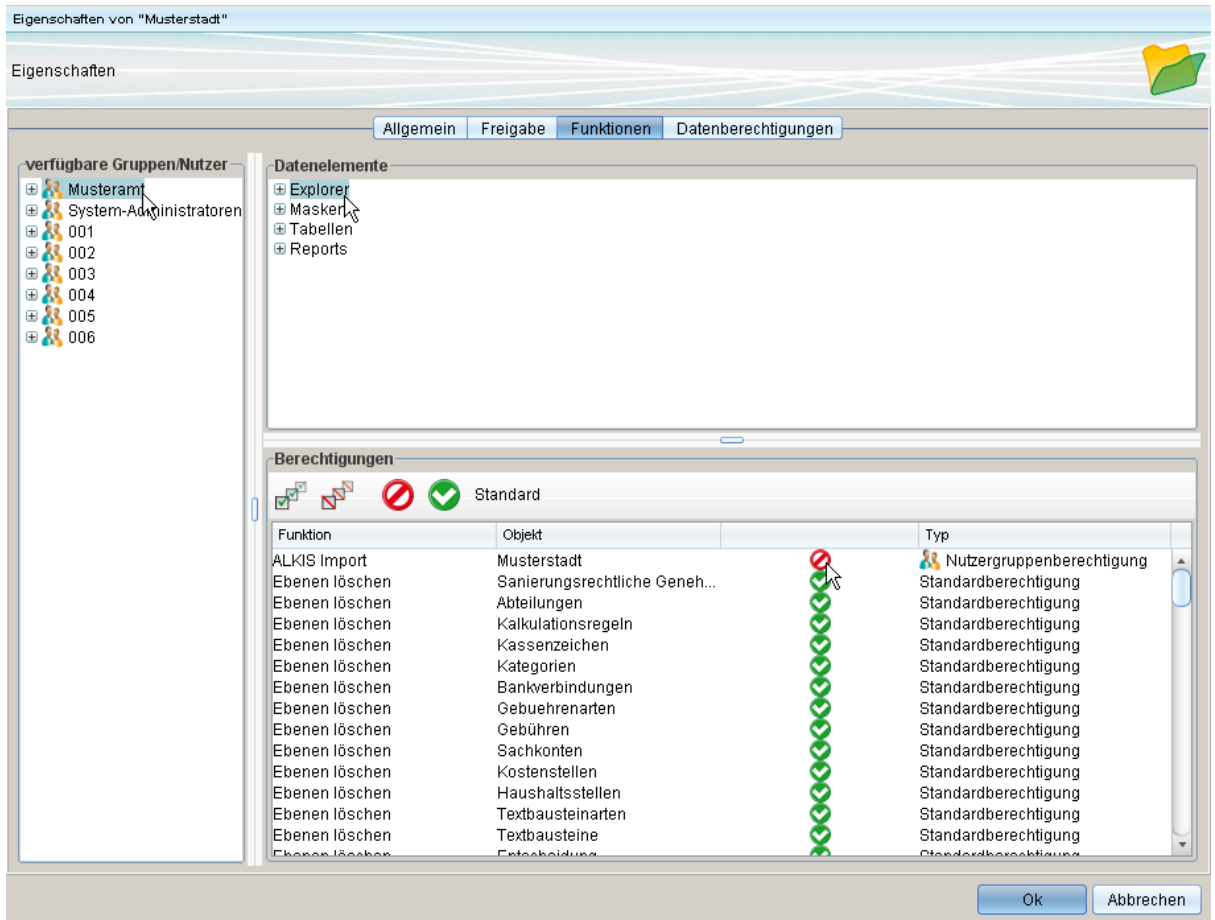 Eigenschaften von "Musterstadt"
Eigenschaften
Allgemein Freigabe Funktionen Datenberechtigungen
verfügbare Gruppen/Nutzer
Musteramt
System-Administratoren
001
002
003
004
005
006
Datenelemente
Explorer
Masken
Tabellen
Reports
Berechtigungen
Standard
Funktion Objekt Typ
ALKIS Import Musterstadt Nutzergruppenberechtigung
Ebenen löschen Sanierungsrechtliche Geneh... Standardberechtigung
Ebenen löschen Abteilungen Standardberechtigung
Ebenen löschen Kalkulationsregeln Standardberechtigung
Ebenen löschen Kassenzeichen Standardberechtigung
Ebenen löschen Kategorien Standardberechtigung
Ebenen löschen Bankverbindungen Standardberechtigung
Ebenen löschen Gebuehrenarten Standardberechtigung
Ebenen löschen Gebühren Standardberechtigung
Ebenen löschen Sachkonten Standardberechtigung
Ebenen löschen Kostenstellen Standardberechtigung
Ebenen löschen Haushaltsstellen Standardberechtigung
Ebenen löschen Textbausteinarten Standardberechtigung
Ebenen löschen Textbausteine Standardberechtigung
Ebenen löschen Entscheidung Standardberechtigung
Ok Abbrechen